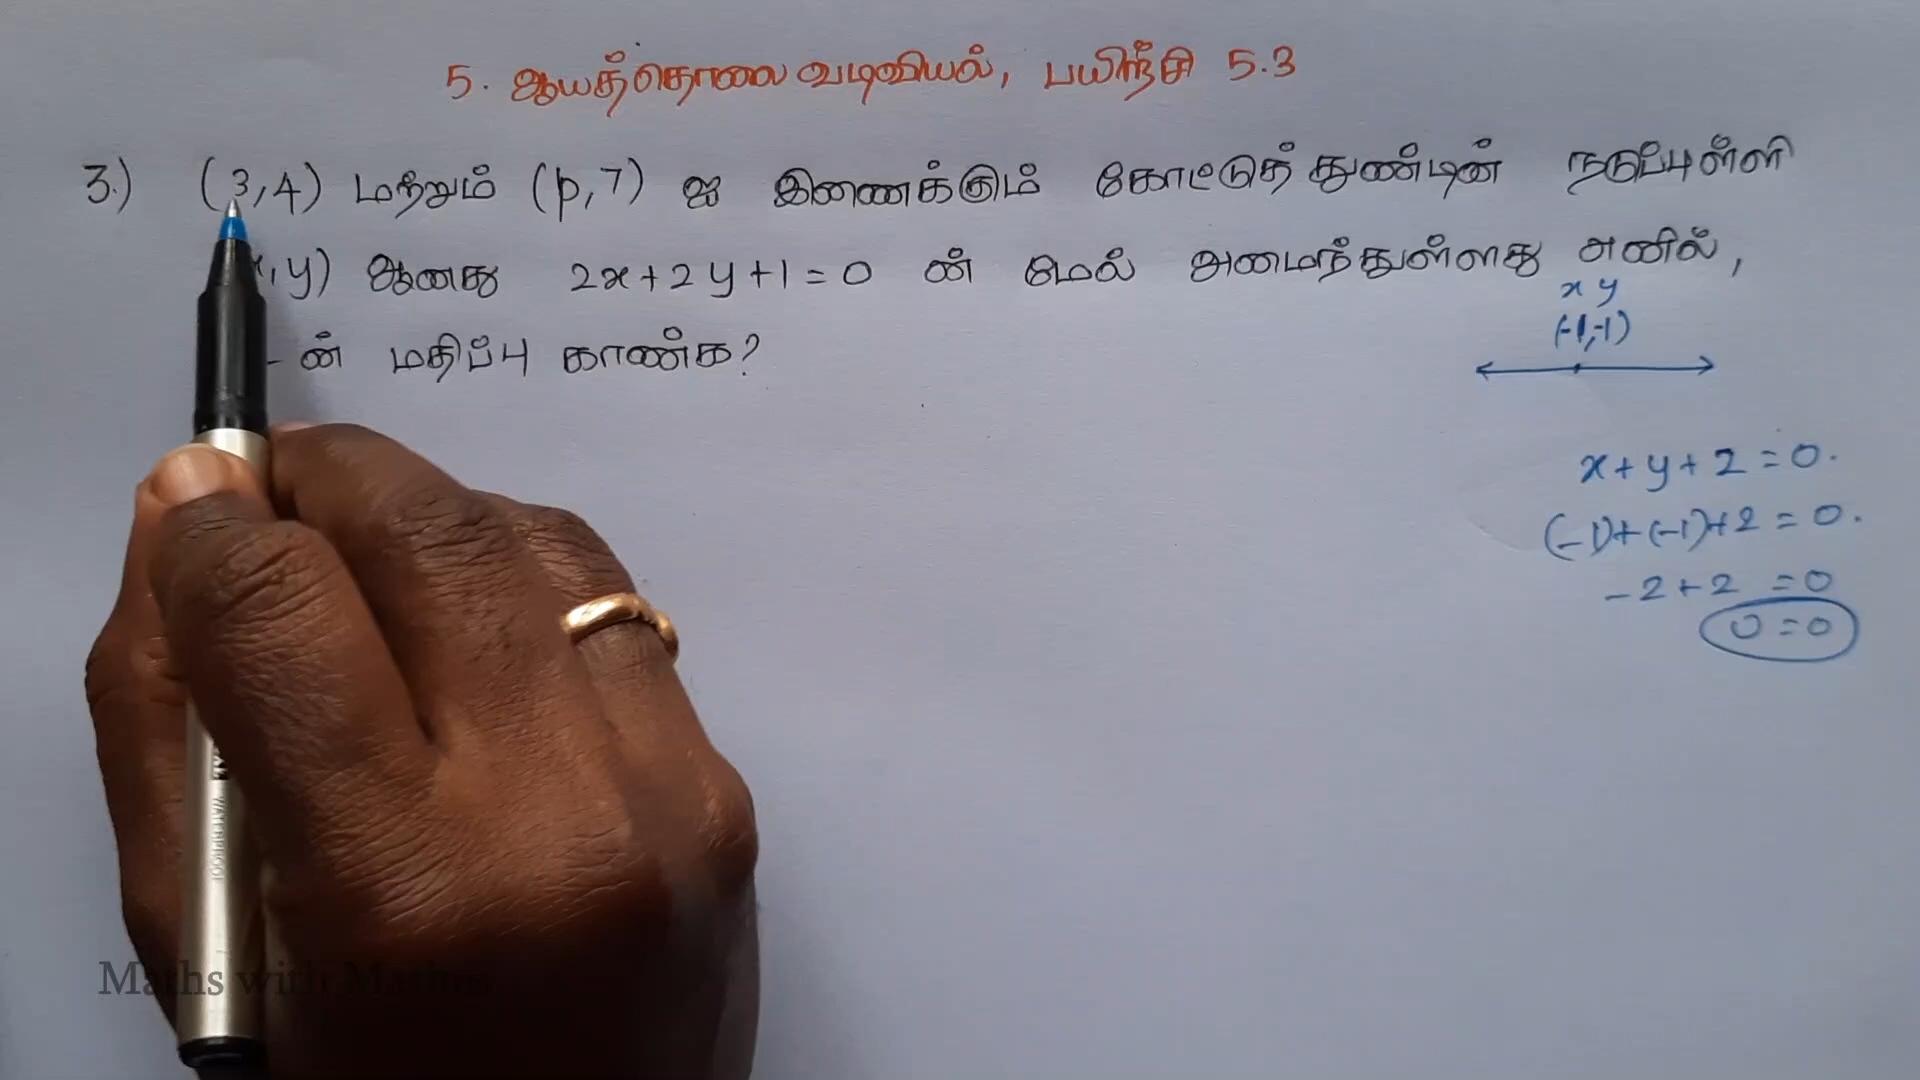 5. ஆயத்தொலை வடிவியல், பயிற்சி 5.3
3.) (3,4) மற்றும் (p,7) ஐ இணைக்கும் கோட்டுத் துண்டின் நடுப்புள்ளி
,y) ஆனது 2x+2y+1=0 ன் மேல் அமைந்துள்ளது எனில்,
- ன் மதிப்பு காண்க?
x y
(-1,-1)
x+y+2=0.
(-1)+(-1)+2=0.
-2+2 =0
0=0
Maths with